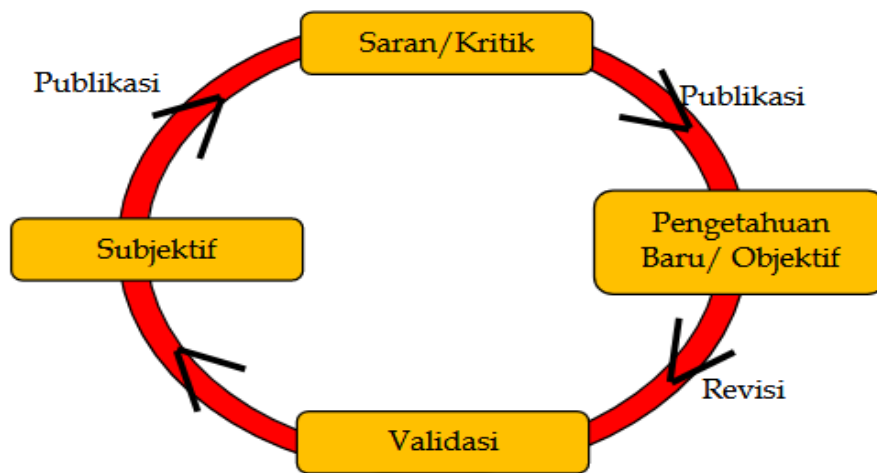 Saran/Kritik
Publikasi
Publikasi
Subjektif
Pengetahuan
Baru/ Objektif
Revisi
Validasi